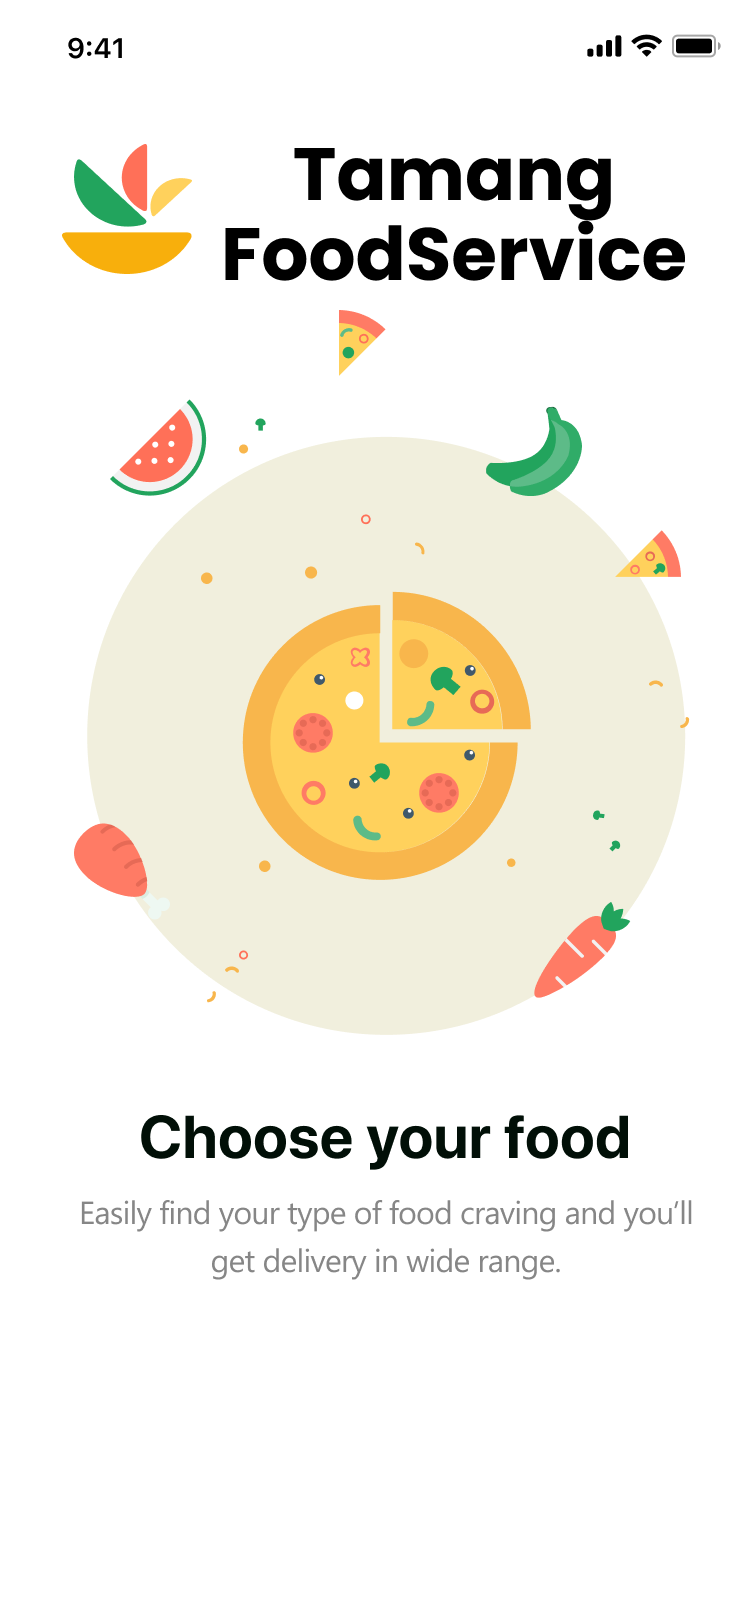 9:41
Tamang
FoodService
Choose your food
Easily find your type of food craving and you’ll
get delivery in wide range.